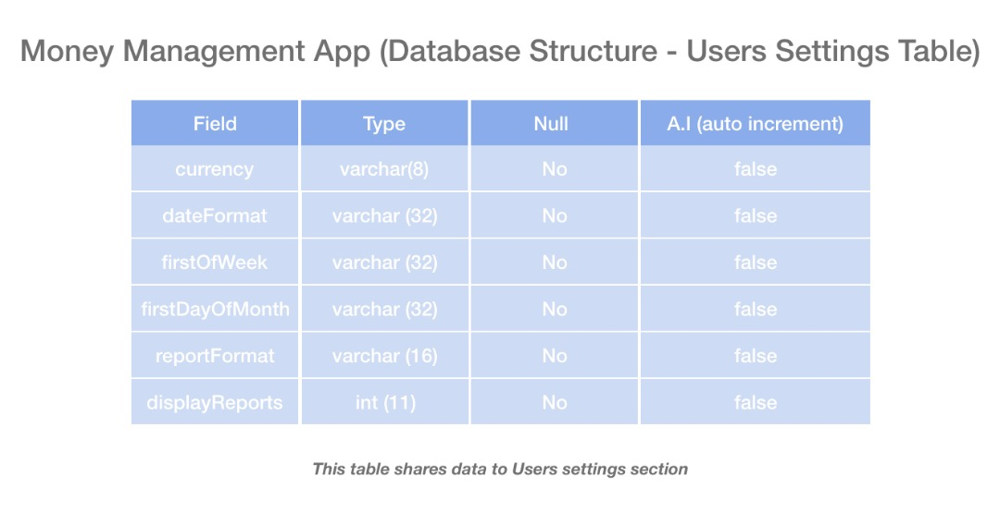 Money Management App (Database Structure - Users Settings Table)
Field Type Null A.I (auto increment)
currency varchar(8) No false
dateFormat varchar (32) No false
firstOfWeek varchar (32) No false
firstDayOfMonth varchar (32) No false
reportFormat varchar (16) No false
displayReports int (11) No false
This table shares data to Users settings section